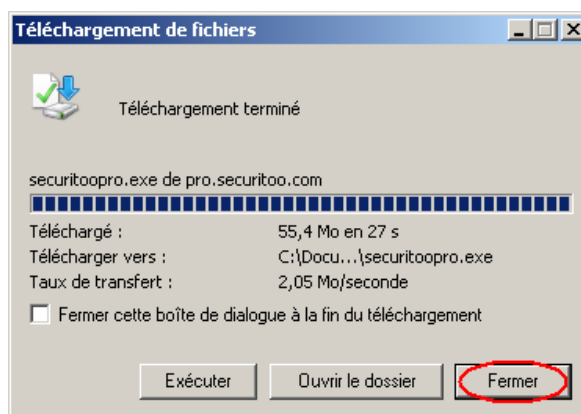 Téléchargement de fichiers
Téléchargement terminé
securitoopro.exe de pro.securitoo.com
Téléchargé : 55,4 Mo en 27 s
Télécharger vers : C:\Docu...\securitoopro.exe
Taux de transfert : 2,05 Mo/seconde
Fermer cette boîte de dialogue à la fin du téléchargement
Exécuter Ouvrir le dossier Fermer